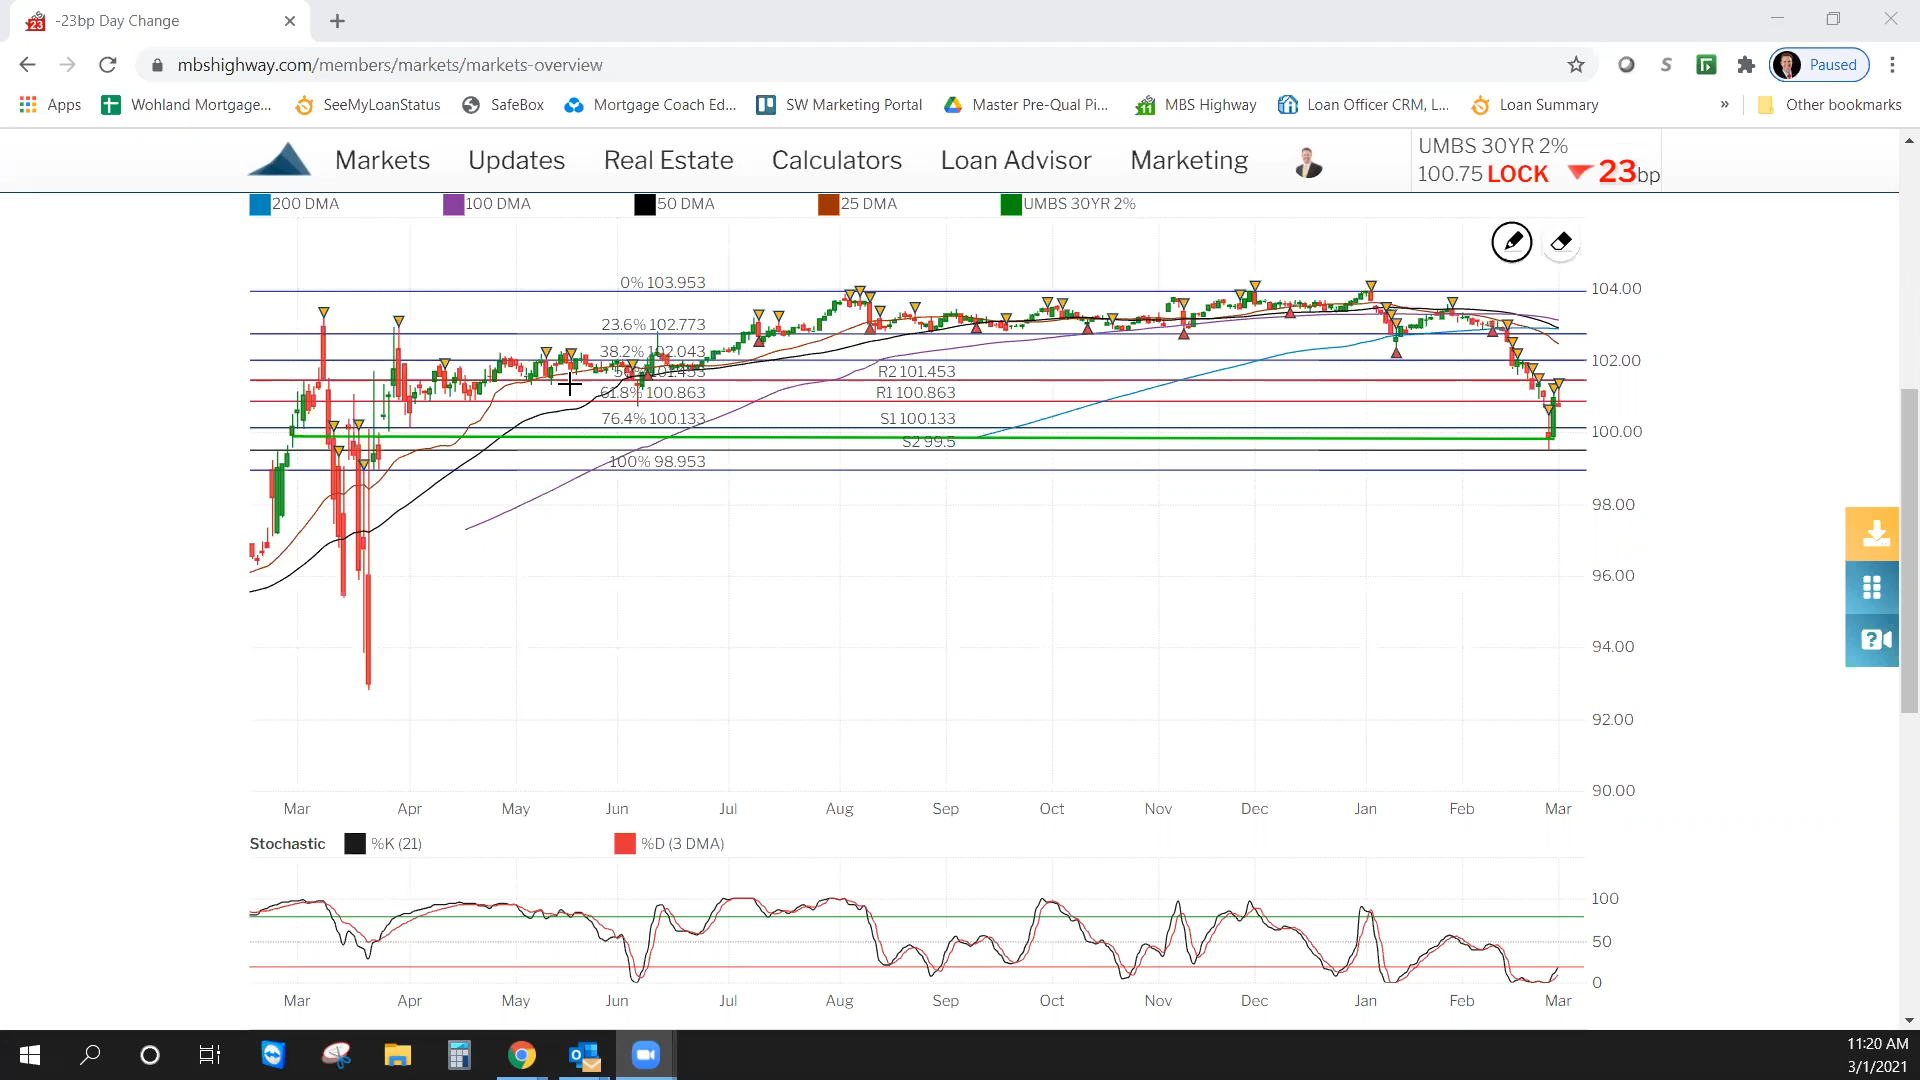 -23bp Day Change
mbshighway.com/members/markets/markets-overview
Paused
Apps
Wohland Mortgage...
SeeMyLoanStatus
SafeBox
Mortgage Coach Ed...
SW Marketing Portal
Master Pre-Qual Pi...
MBS Highway
Loan Officer CRM, L...
Loan Summary
»
Other bookmarks
Markets
Updates
Real Estate
Calculators
Loan Advisor
Marketing
UMBS 30YR 2%
100.75 LOCK 23bp
200 DMA
100 DMA
50 DMA
25 DMA
UMBS 30YR 2%
0% 103.953
23.6% 102.773
38.2% 102.043
101.453
R2 101.453
61.8% 100.863
R1 100.863
76.4% 100.133
S1 100.133
S2 99.5
100% 98.953
104.00
102.00
100.00
98.00
96.00
94.00
92.00
90.00
Mar Apr May Jun Jul Aug Sep Oct Nov Dec Jan Feb Mar
Stochastic
%K (21)
%D (3 DMA)
100
50
0
Mar Apr May Jun Jul Aug Sep Oct Nov Dec Jan Feb Mar
11:20 AM
3/1/2021